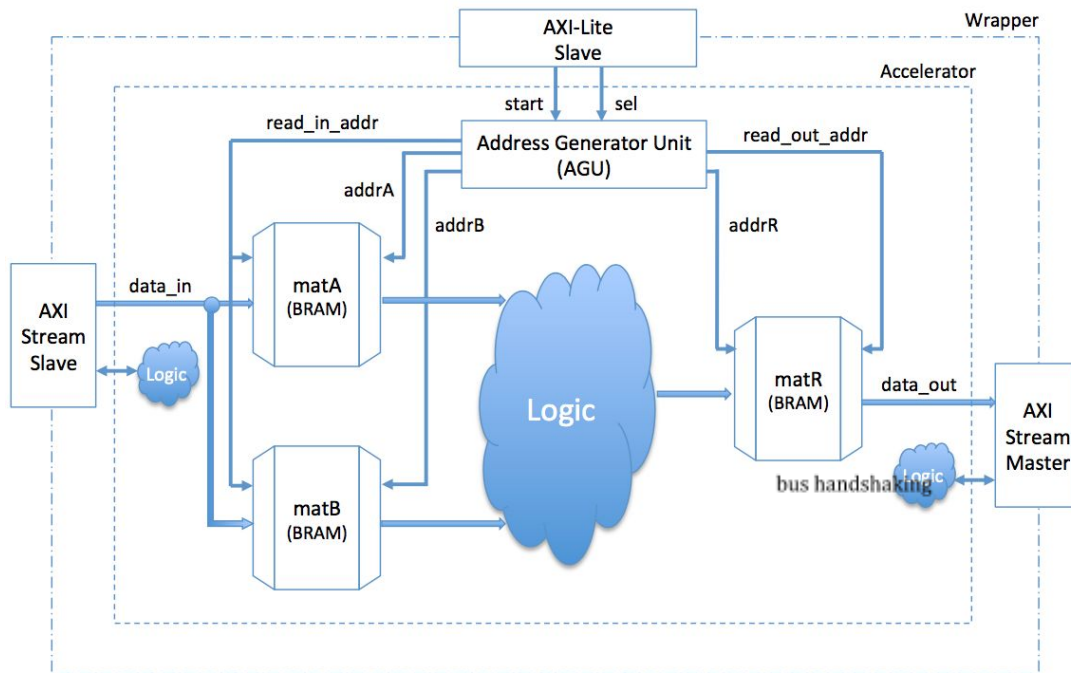 Wrapper
AXI-Lite
Slave
Accelerator
start
sel
read_in_addr
Address Generator Unit
(AGU)
read_out_addr
addrA
addrB
addrR
matA
(BRAM)
data_in
AXI
Stream
Slave
Logic
Logic
matR
(BRAM)
data_out
AXI
Stream
Master
Logic
bus handshaking
matB
(BRAM)